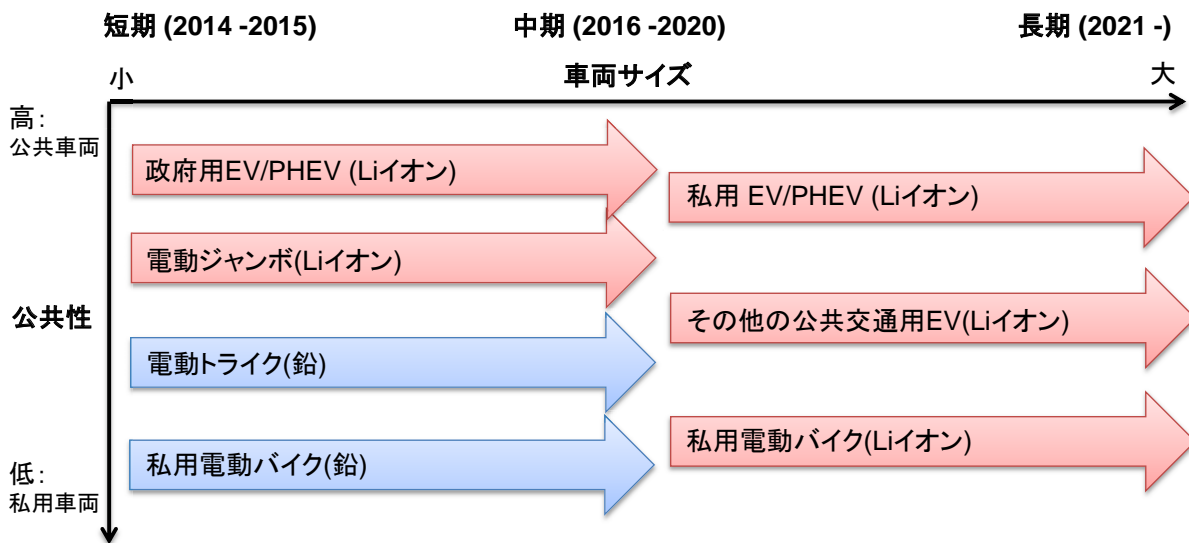 短期 (2014 -2015)
中期 (2016 -2020)
長期 (2021 -)
小
車両サイズ
大
高：
公共車両
政府用EV/PHEV (Liイオン)
私用 EV/PHEV (Liイオン)
電動ジャンボ(Liイオン)
公共性
その他の公共交通用EV(Liイオン)
電動トライク(鉛)
私用電動バイク(Liイオン)
私用電動バイク(鉛)
低：
私用車両